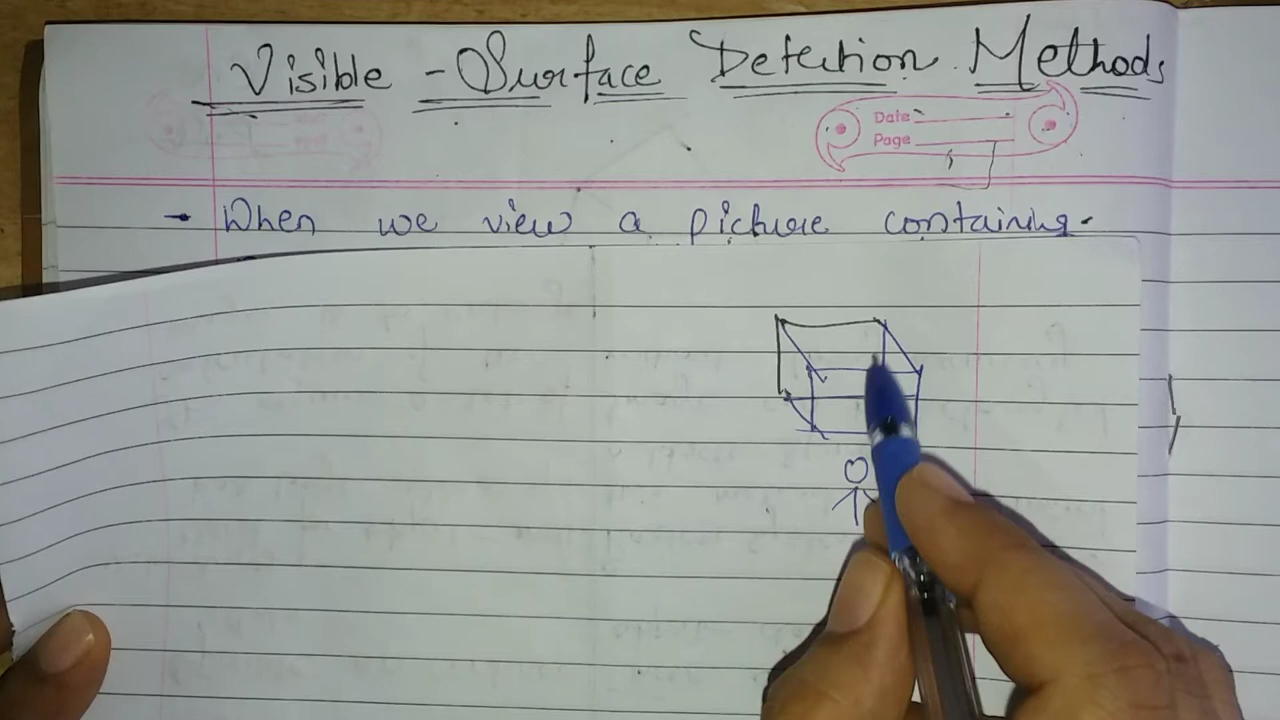 Visible - Surface Detection Methods
Date
Page
- When we view a picture containing.